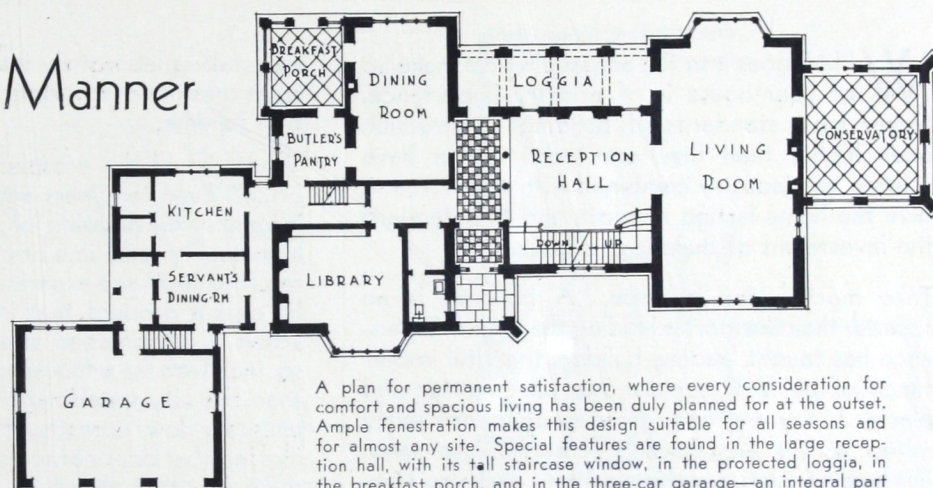 Manner
BREAKFAST
PORCH
DINING
ROOM
LOGGIA
BUTLER'S
PANTRY
RECEPTION
HALL
LIVING
ROOM
CONSERVATORY
KITCHEN
DOWN UP
LIBRARY
SERVANT'S
DINING·RM
GARAGE
A plan for permanent satisfaction, where every consideration for
comfort and spacious living has been duly planned for at the outset.
Ample fenestration makes this design suitable for all seasons and
for almost any site. Special features are found in the large recep-
tion hall, with its tall staircase window, in the protected loggia, in
the breakfast porch, and in the three-car gararge—an integral part